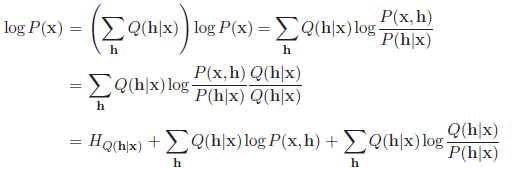 log P(x) = (∑_h Q(h|x)) log P(x) = ∑_h Q(h|x) log P(x, h)/P(h|x)
= ∑_h Q(h|x) log P(x, h)/P(h|x) Q(h|x)/Q(h|x)
= H_{Q(h|x)} + ∑_h Q(h|x) log P(x, h) + ∑_h Q(h|x) log Q(h|x)/P(h|x)